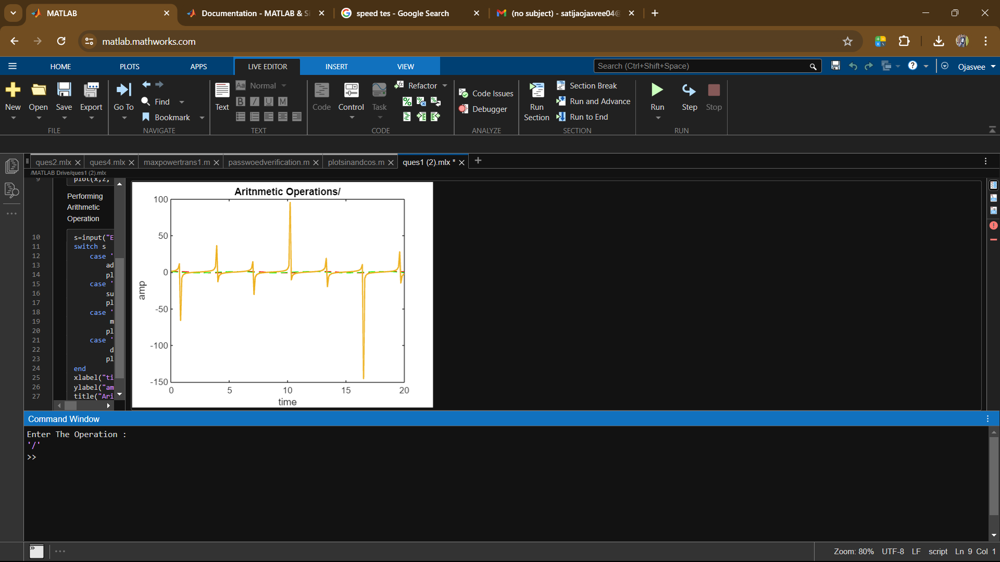 MATLAB
Documentation - MATLAB & Si
speed tes - Google Search
(no subject) - satijaojasvee04@
matlab.mathworks.com
HOME
PLOTS
APPS
LIVE EDITOR
INSERT
VIEW
Search (Ctrl+Shift+Space)
Ojasvee
New
Open
Save
Export
FILE
Go To
Find
Bookmark
NAVIGATE
Text
Aa Normal
B I U M
TEXT
Code
Control
Task
Refactor
CODE
Code Issues
Debugger
ANALYZE
Run
Section
Section Break
Run and Advance
Run to End
SECTION
Run
Step
Stop
RUN
ques2.mlx
ques4.mlx
maxpowertrans1.m
passwoedverification.m
plotsinandcos.m
ques1 (2).mlx *
/MATLAB Drive/ques1 (2).mlx
9 plot(x,z,
Performing
Arithmetic
Operation
10 s=input("E
11 switch s
12 case '
13 ad
14 pl
15 case '
16 su
17 pl
18 case '
19 m
20 pl
21 case '
22 d
23 pl
24 end
25 xlabel("ti
26 ylabel("am
27 title("Ari
Aritnmetic Operations/
100
50
0
-50
-100
-150
amp
0 5 10 15 20
time
Command Window
Enter The Operation :
'/'
>>
Zoom: 80% UTF-8 LF script Ln 9 Col 1